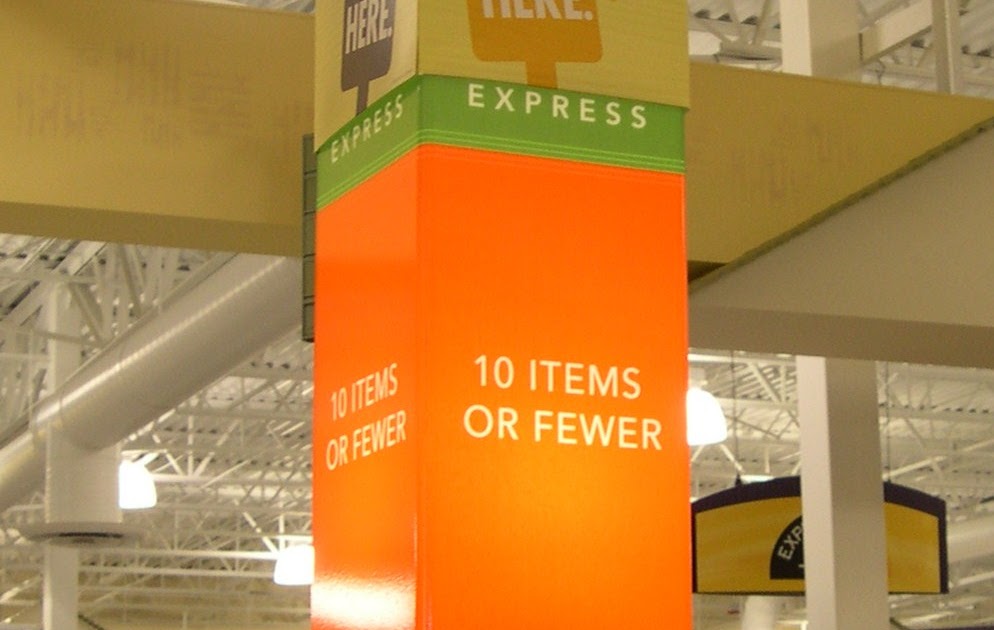 HERE.
EXPRESS
10 ITEMS
OR FEWER
HERE.
EXPRESS
10 ITEMS
OR FEWER